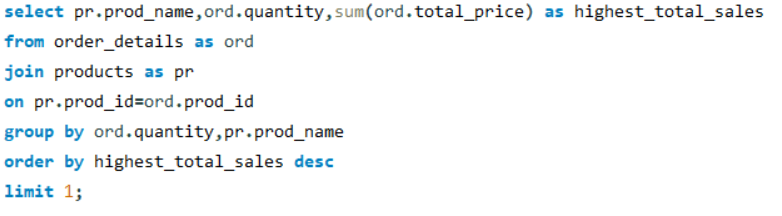 select pr.prod_name,ord.quantity,sum(ord.total_price) as highest_total_sales
from order_details as ord
join products as pr
on pr.prod_id=ord.prod_id
group by ord.quantity,pr.prod_name
order by highest_total_sales desc
limit 1;